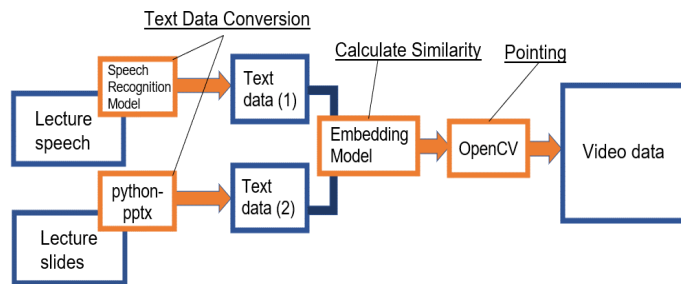 Text Data Conversion
Calculate Similarity
Pointing
Speech
Recognition
Model
Lecture
speech
Text
data (1)
Embedding
Model
OpenCV
Video data
python-
pptx
Lecture
slides
Text
data (2)